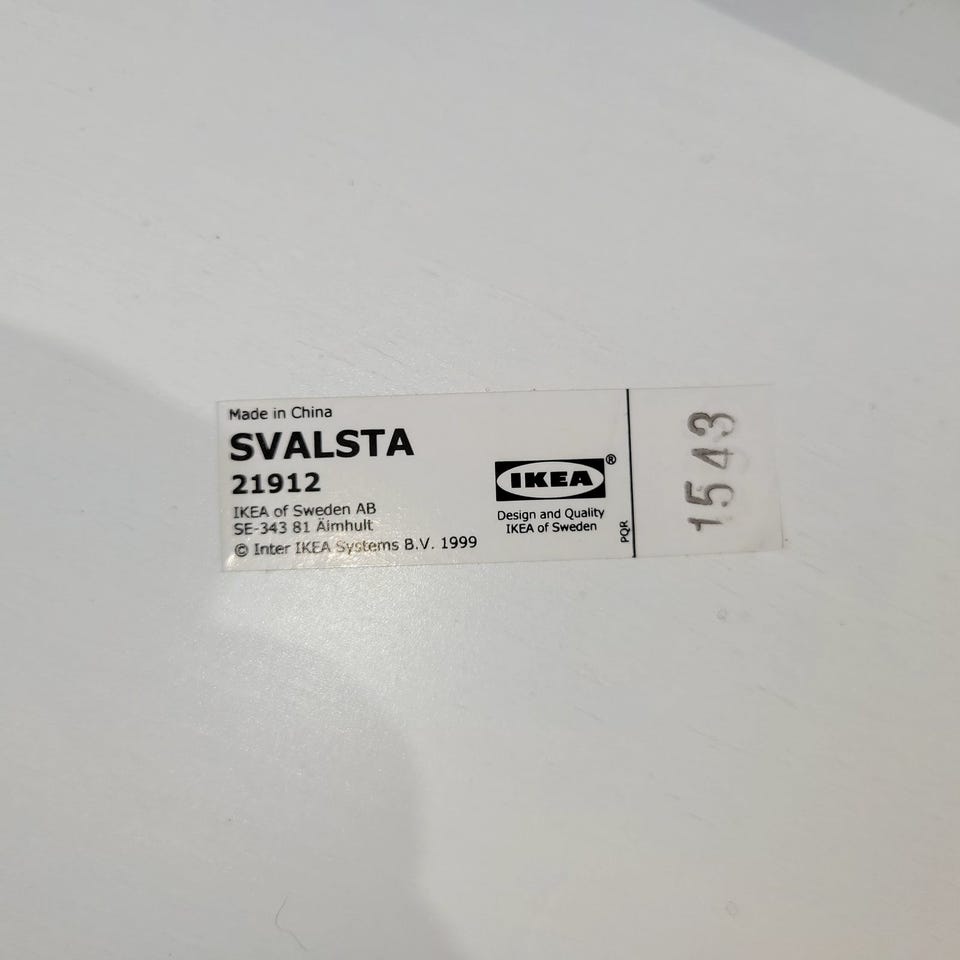 Made in China
SVALSTA
21912
IKEA of Sweden AB
SE-343 81 Älmhult
© Inter IKEA Systems B.V. 1999
IKEA®
Design and Quality
IKEA of Sweden
PQR
1543